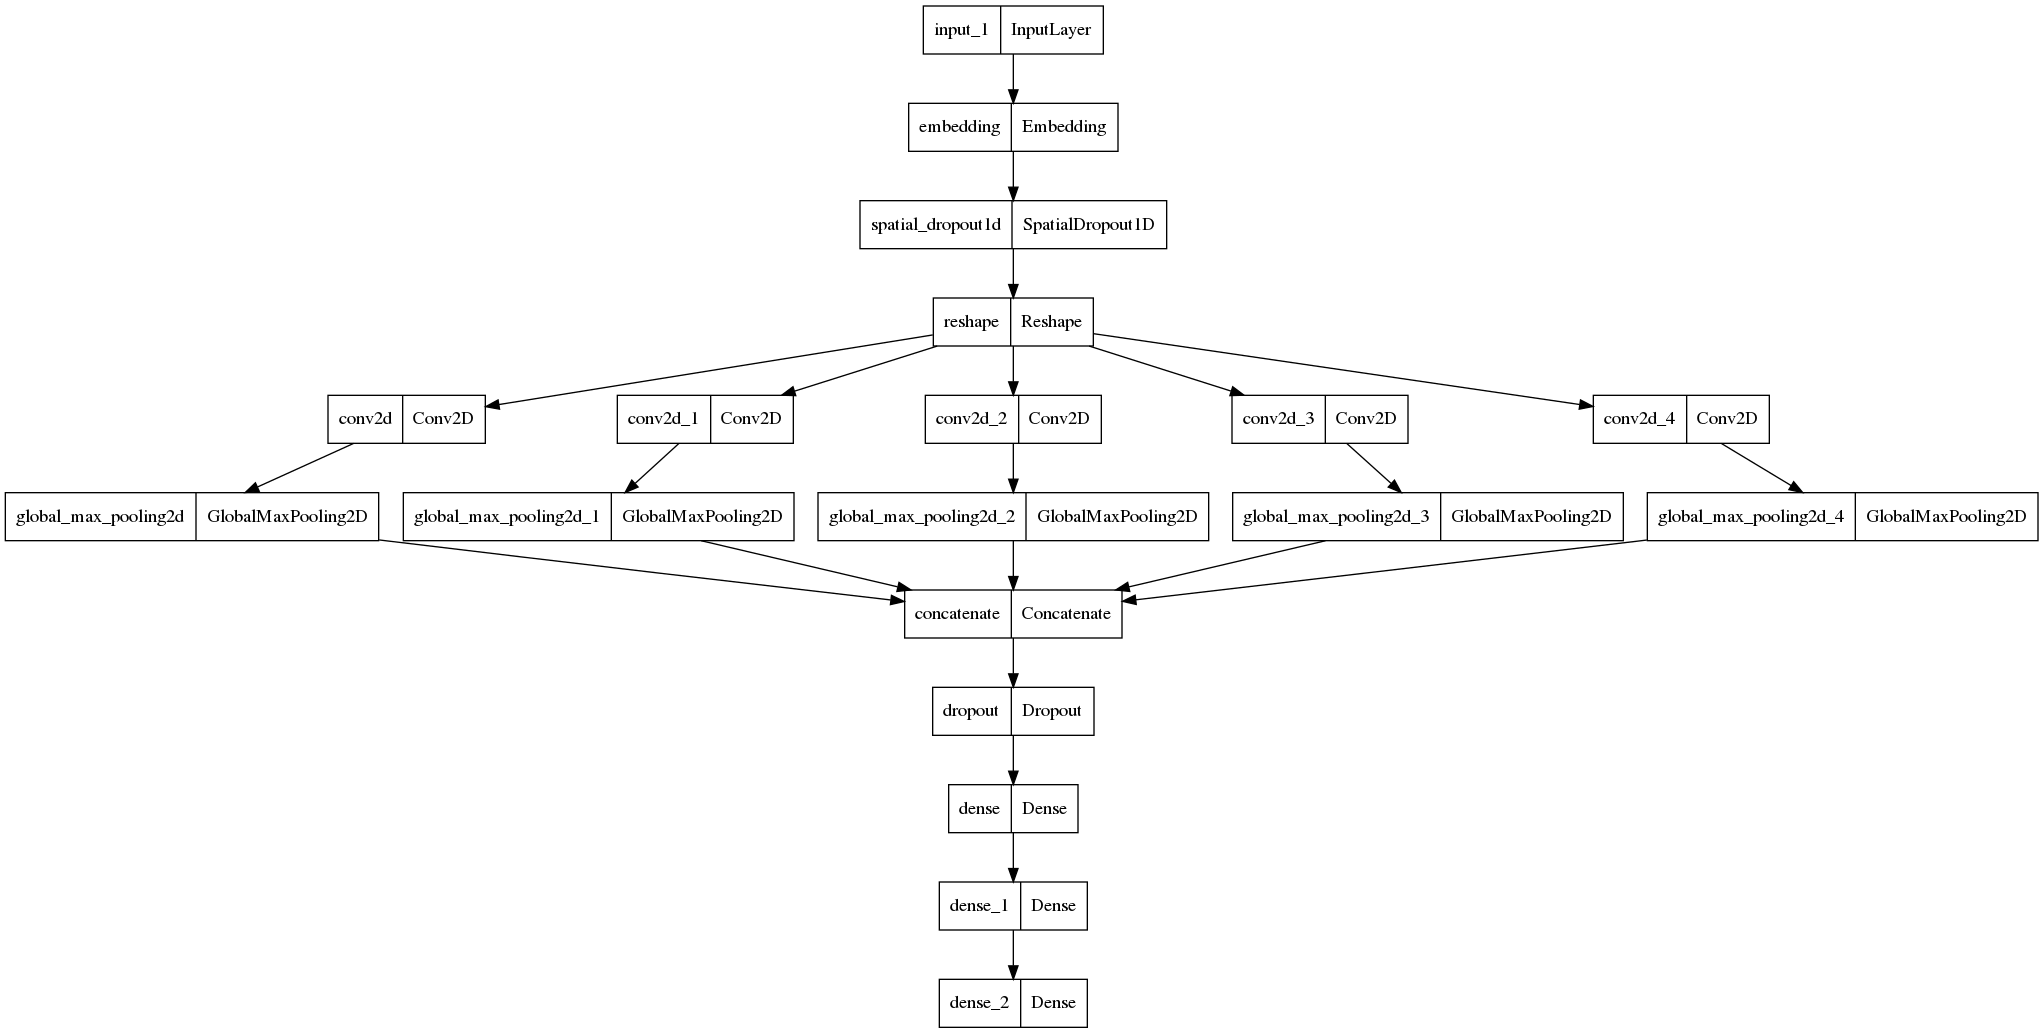 input_1 InputLayer
embedding Embedding
spatial_dropout1d SpatialDropout1D
reshape Reshape
conv2d Conv2D conv2d_1 Conv2D conv2d_2 Conv2D conv2d_3 Conv2D conv2d_4 Conv2D
global_max_pooling2d GlobalMaxPooling2D global_max_pooling2d_1 GlobalMaxPooling2D global_max_pooling2d_2 GlobalMaxPooling2D global_max_pooling2d_3 GlobalMaxPooling2D global_max_pooling2d_4 GlobalMaxPooling2D
concatenate Concatenate
dropout Dropout
dense Dense
dense_1 Dense
dense_2 Dense